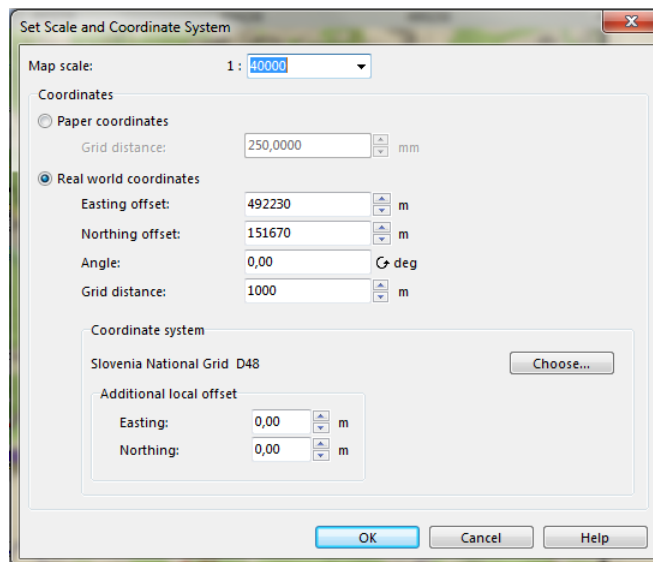 Set Scale and Coordinate System
x
Map scale: 1 : 40000
Coordinates
Paper coordinates
Grid distance: 250,0000 mm
Real world coordinates
Easting offset: 492230 m
Northing offset: 151670 m
Angle: 0,00 deg
Grid distance: 1000 m
Coordinate system
Slovenia National Grid D48 Choose...
Additional local offset
Easting: 0,00 m
Northing: 0,00 m
OK Cancel Help